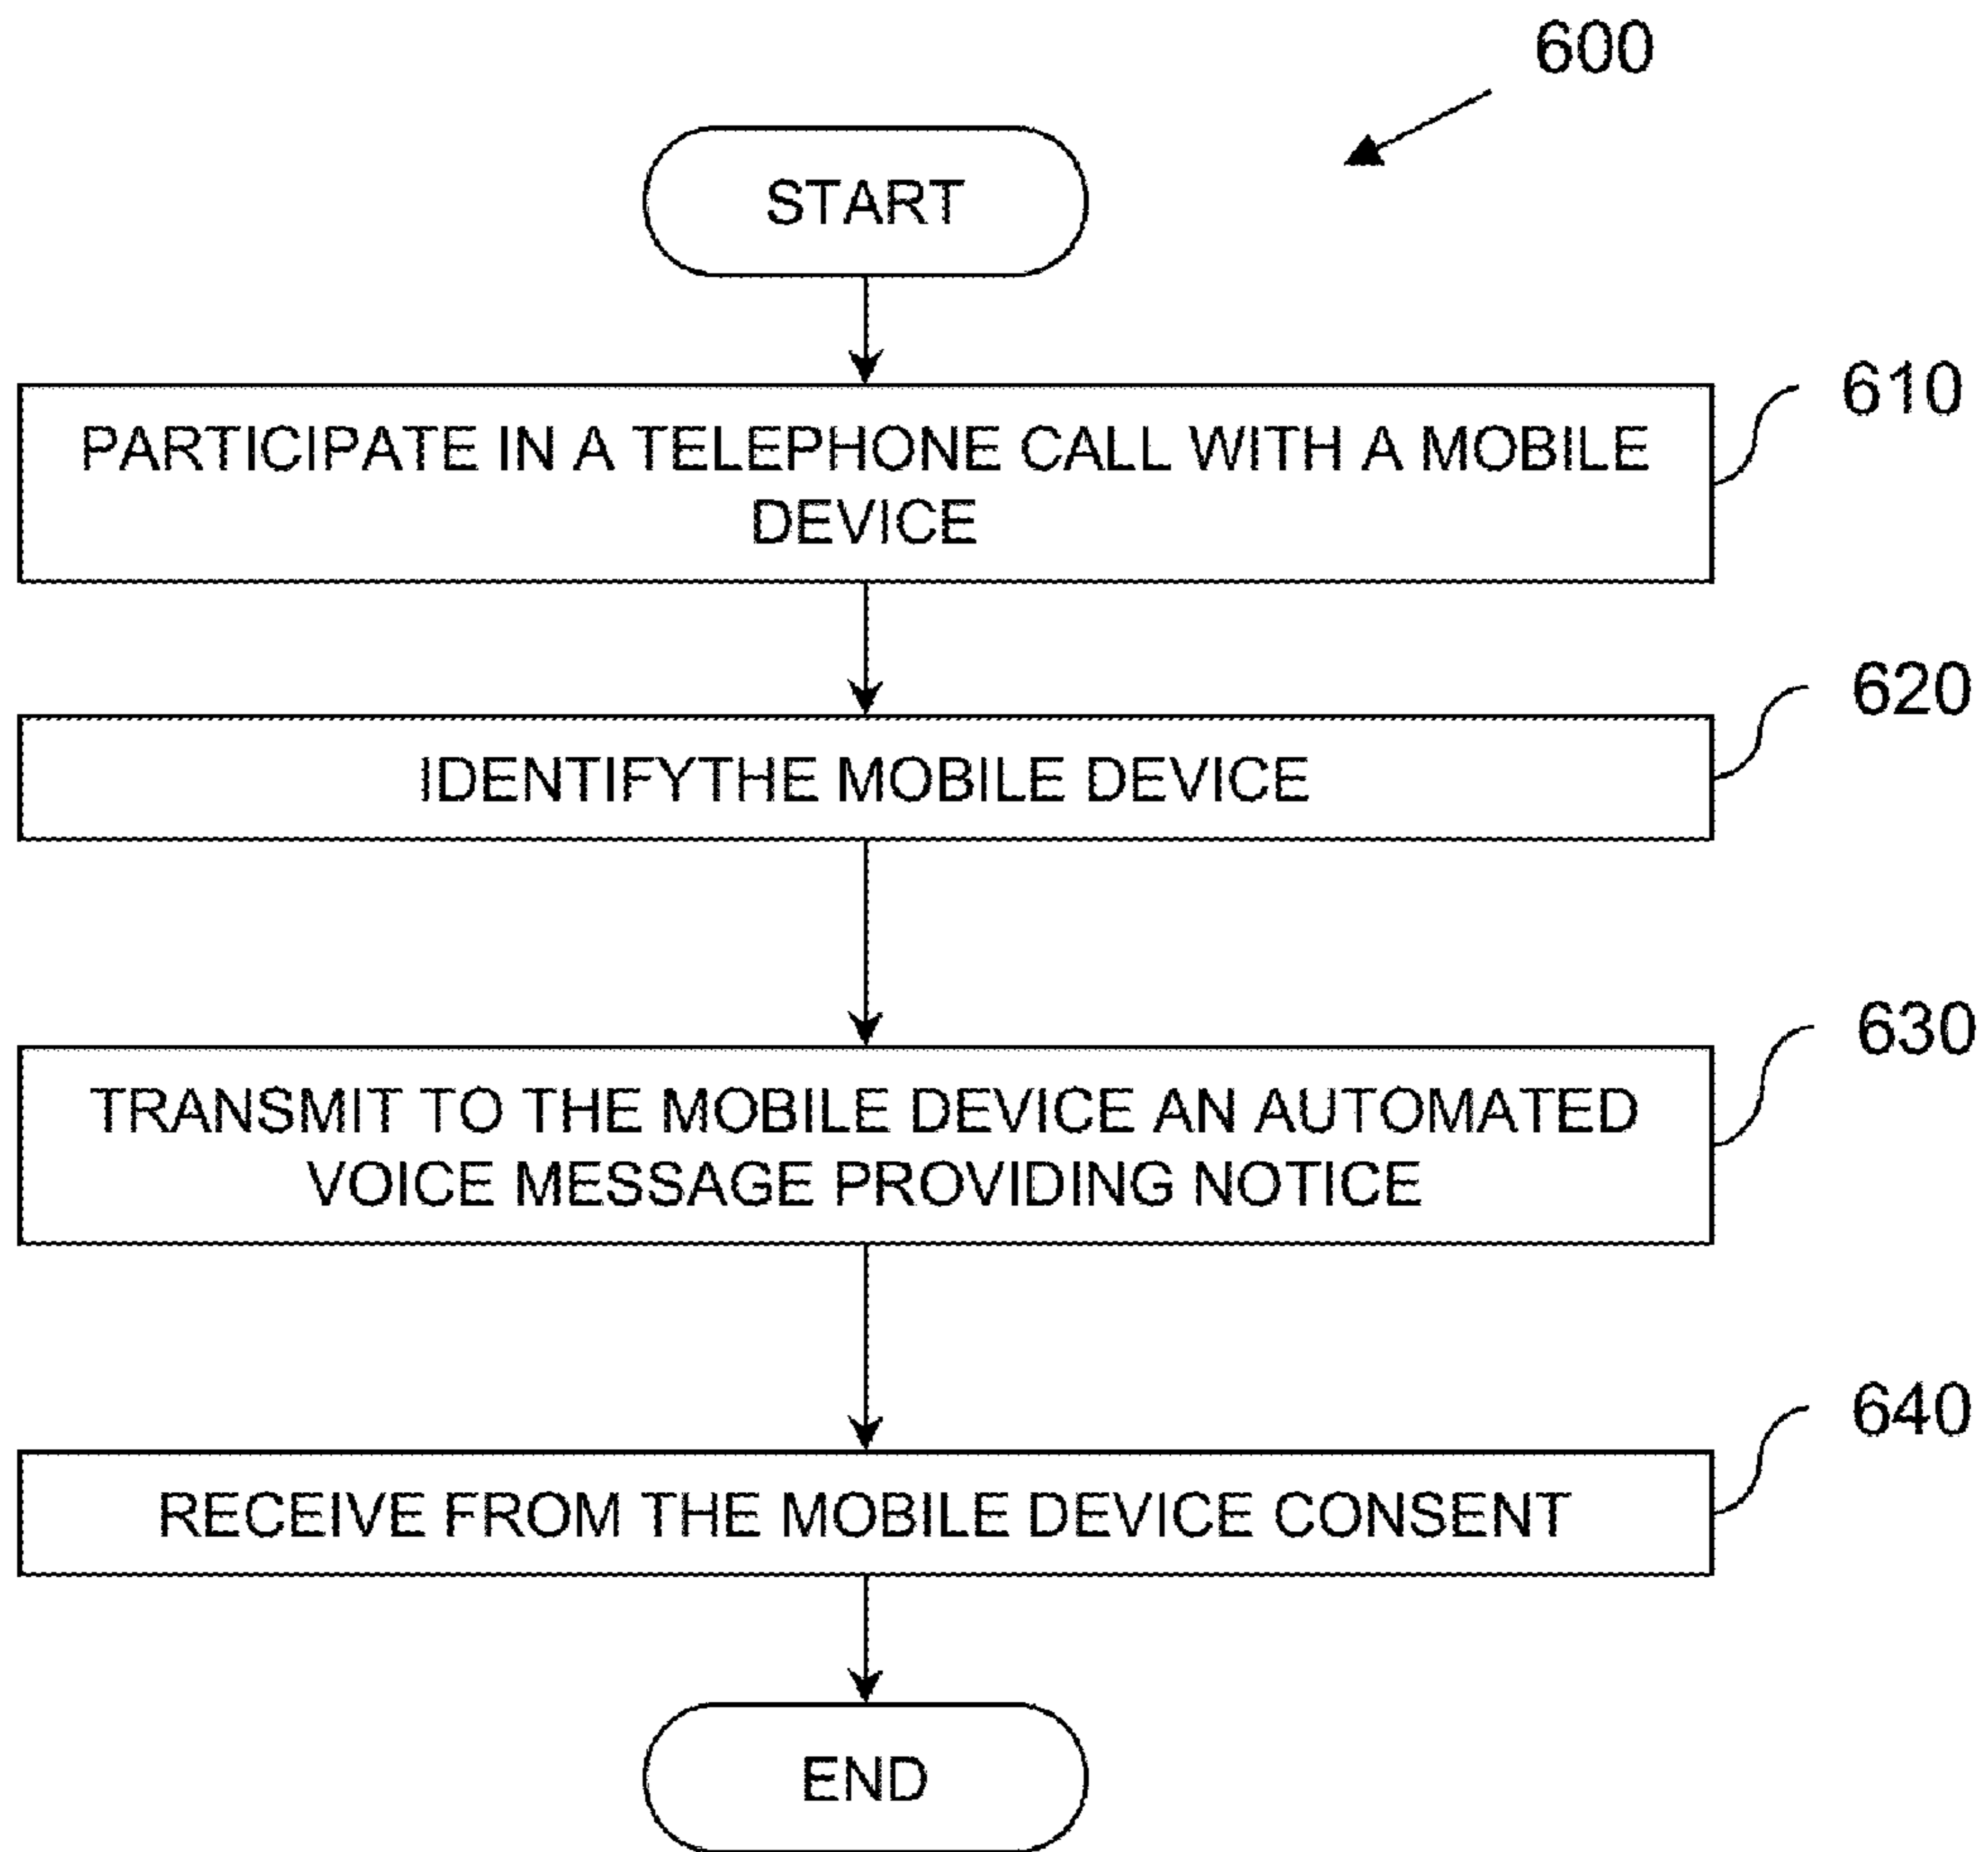 600
START
610
PARTICIPATE IN A TELEPHONE CALL WITH A MOBILE
DEVICE
620
IDENTIFYTHE MOBILE DEVICE
630
TRANSMIT TO THE MOBILE DEVICE AN AUTOMATED
VOICE MESSAGE PROVIDING NOTICE
640
RECEIVE FROM THE MOBILE DEVICE CONSENT
END